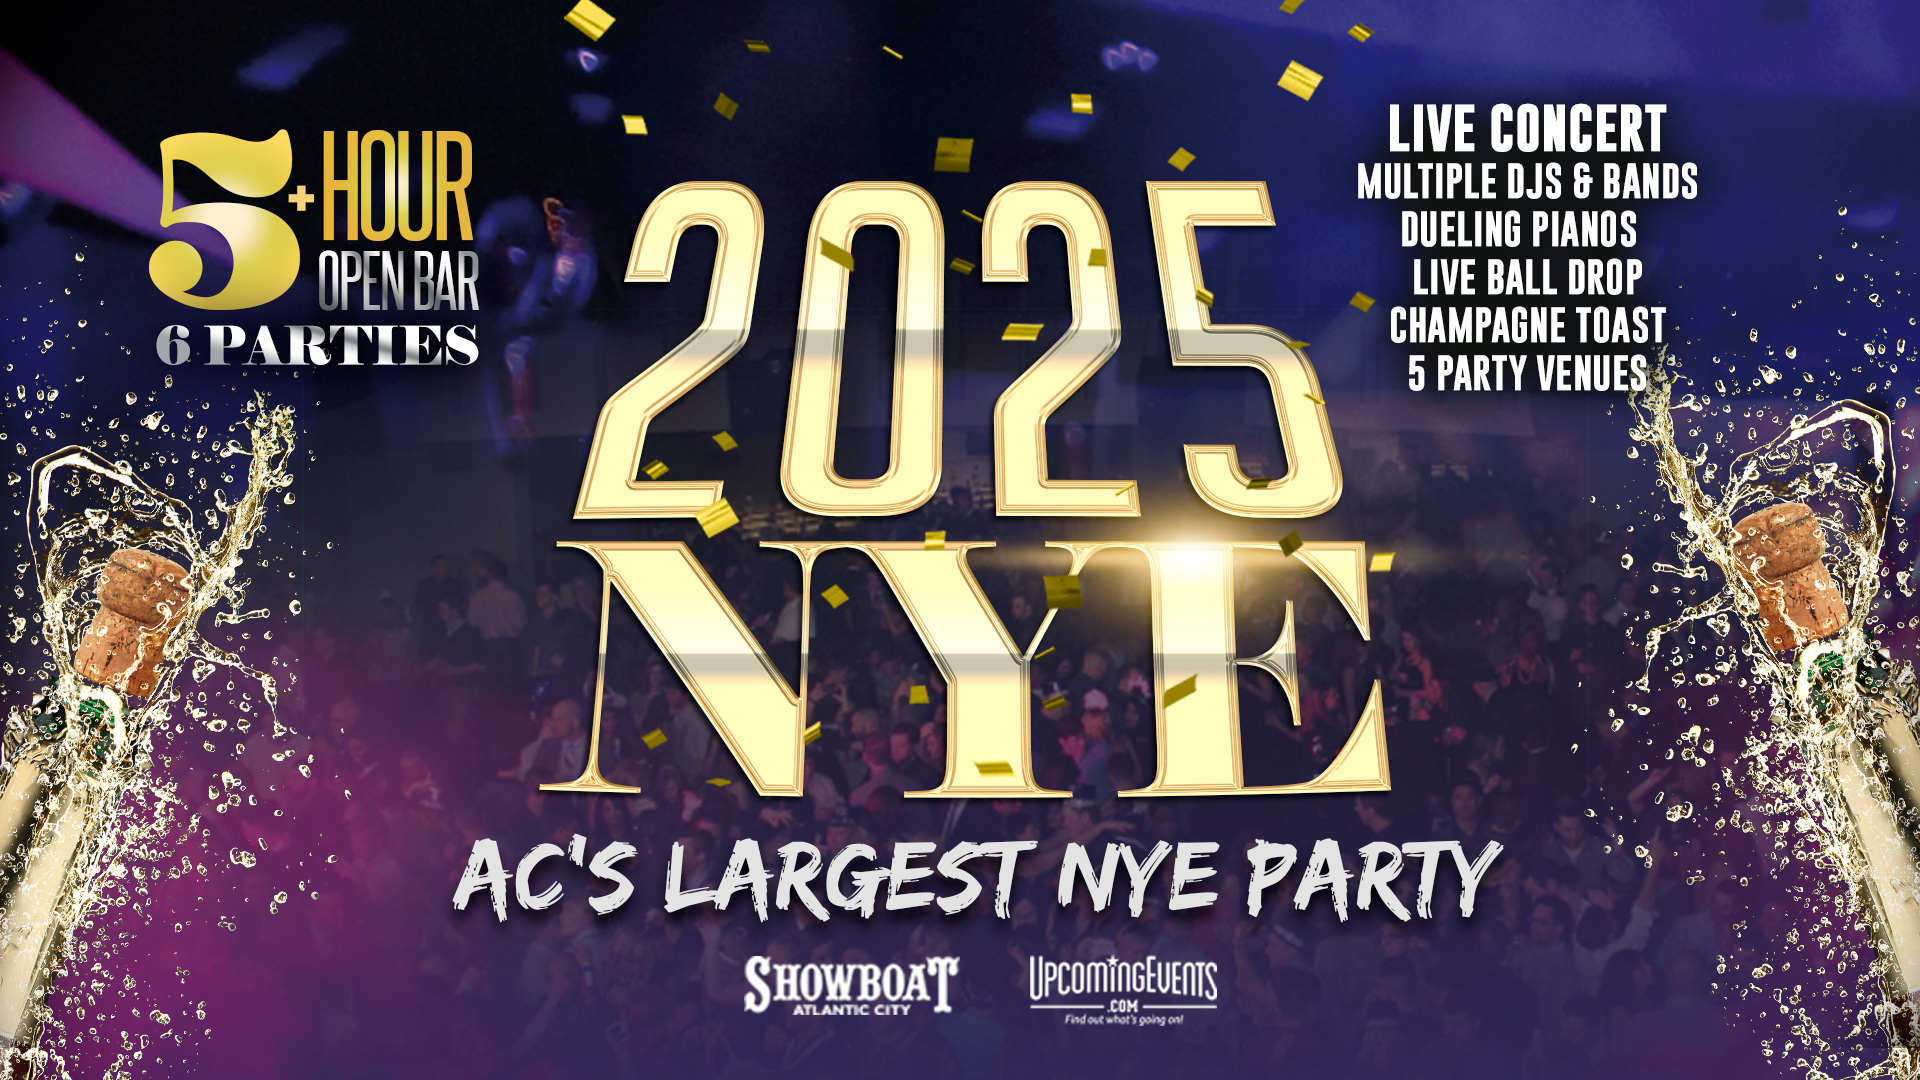 5+ HOUR
OPEN BAR
6 PARTIES
2025
NYE
LIVE CONCERT
MULTIPLE DJS & BANDS
DUELING PIANOS
LIVE BALL DROP
CHAMPAGNE TOAST
5 PARTY VENUES
AC'S LARGEST NYE PARTY
SHOWBOAT
ATLANTIC CITY
UPCOMINGEVENTS
.COM
Find out what's going on!